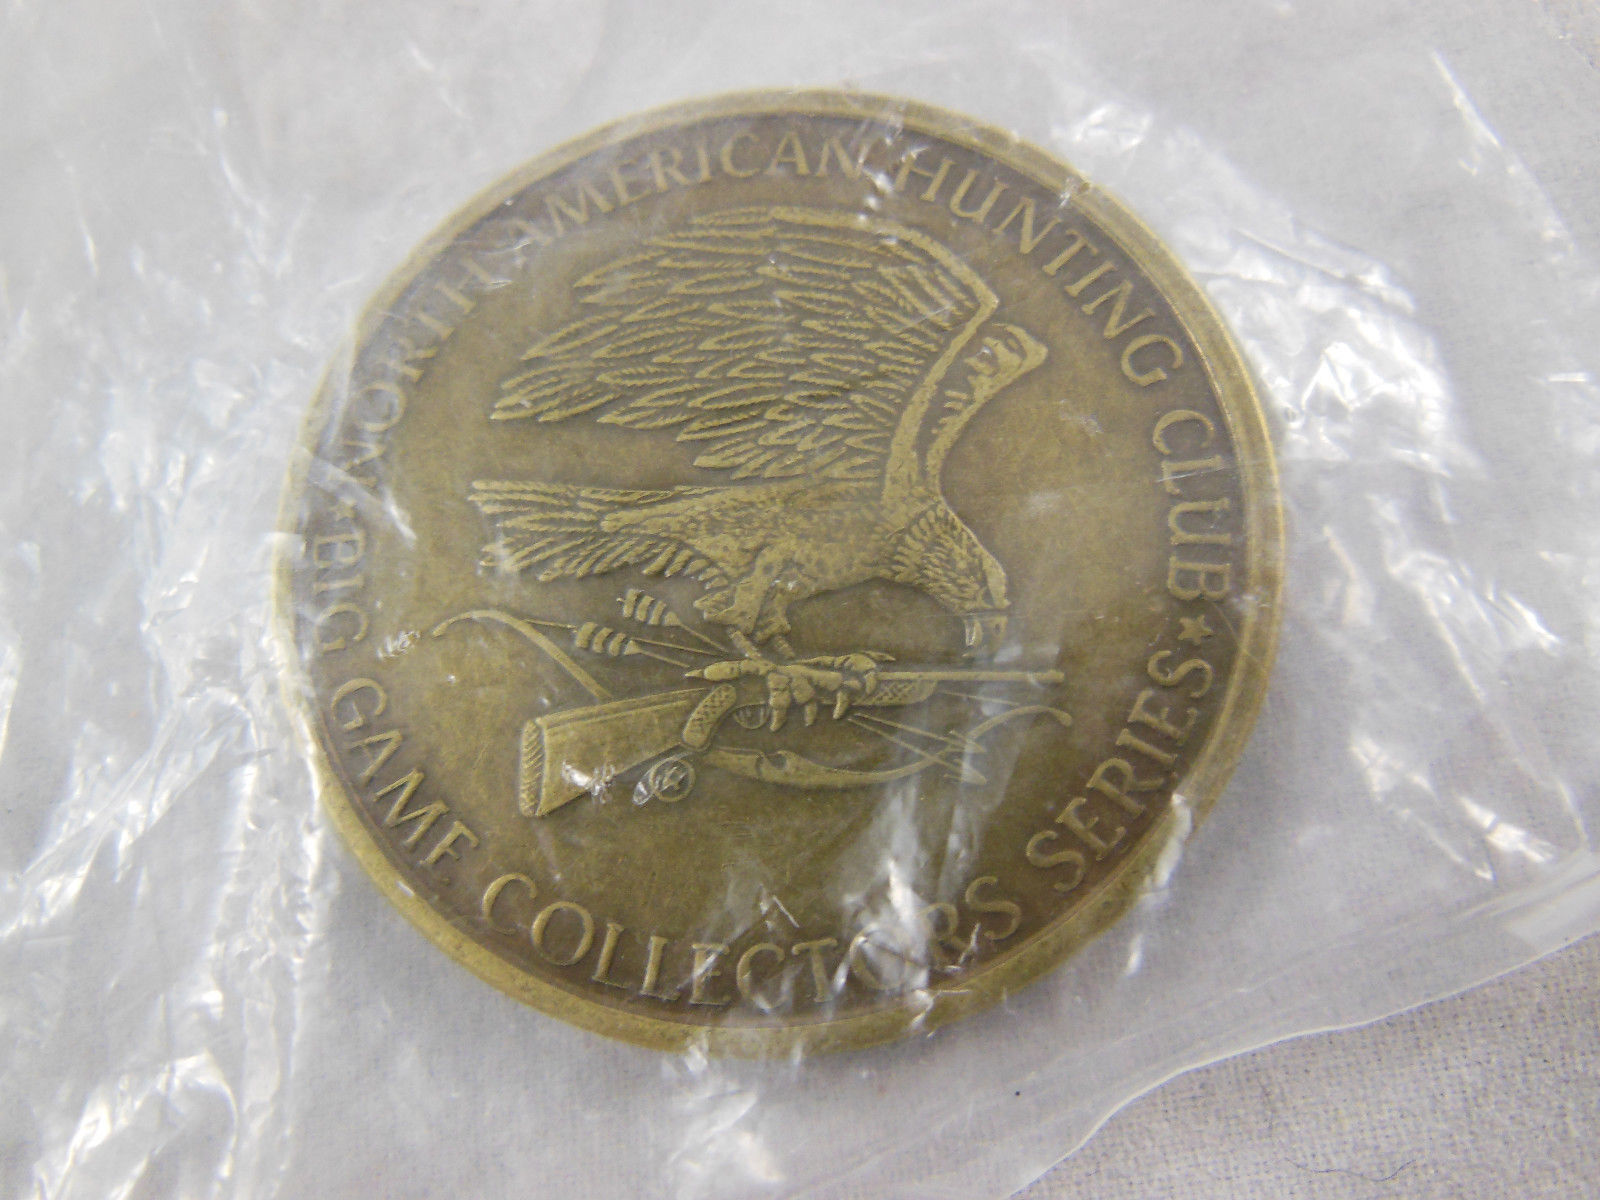 NORTH AMERICAN HUNTING CLUB
BIG GAME COLLECTORS SERIES